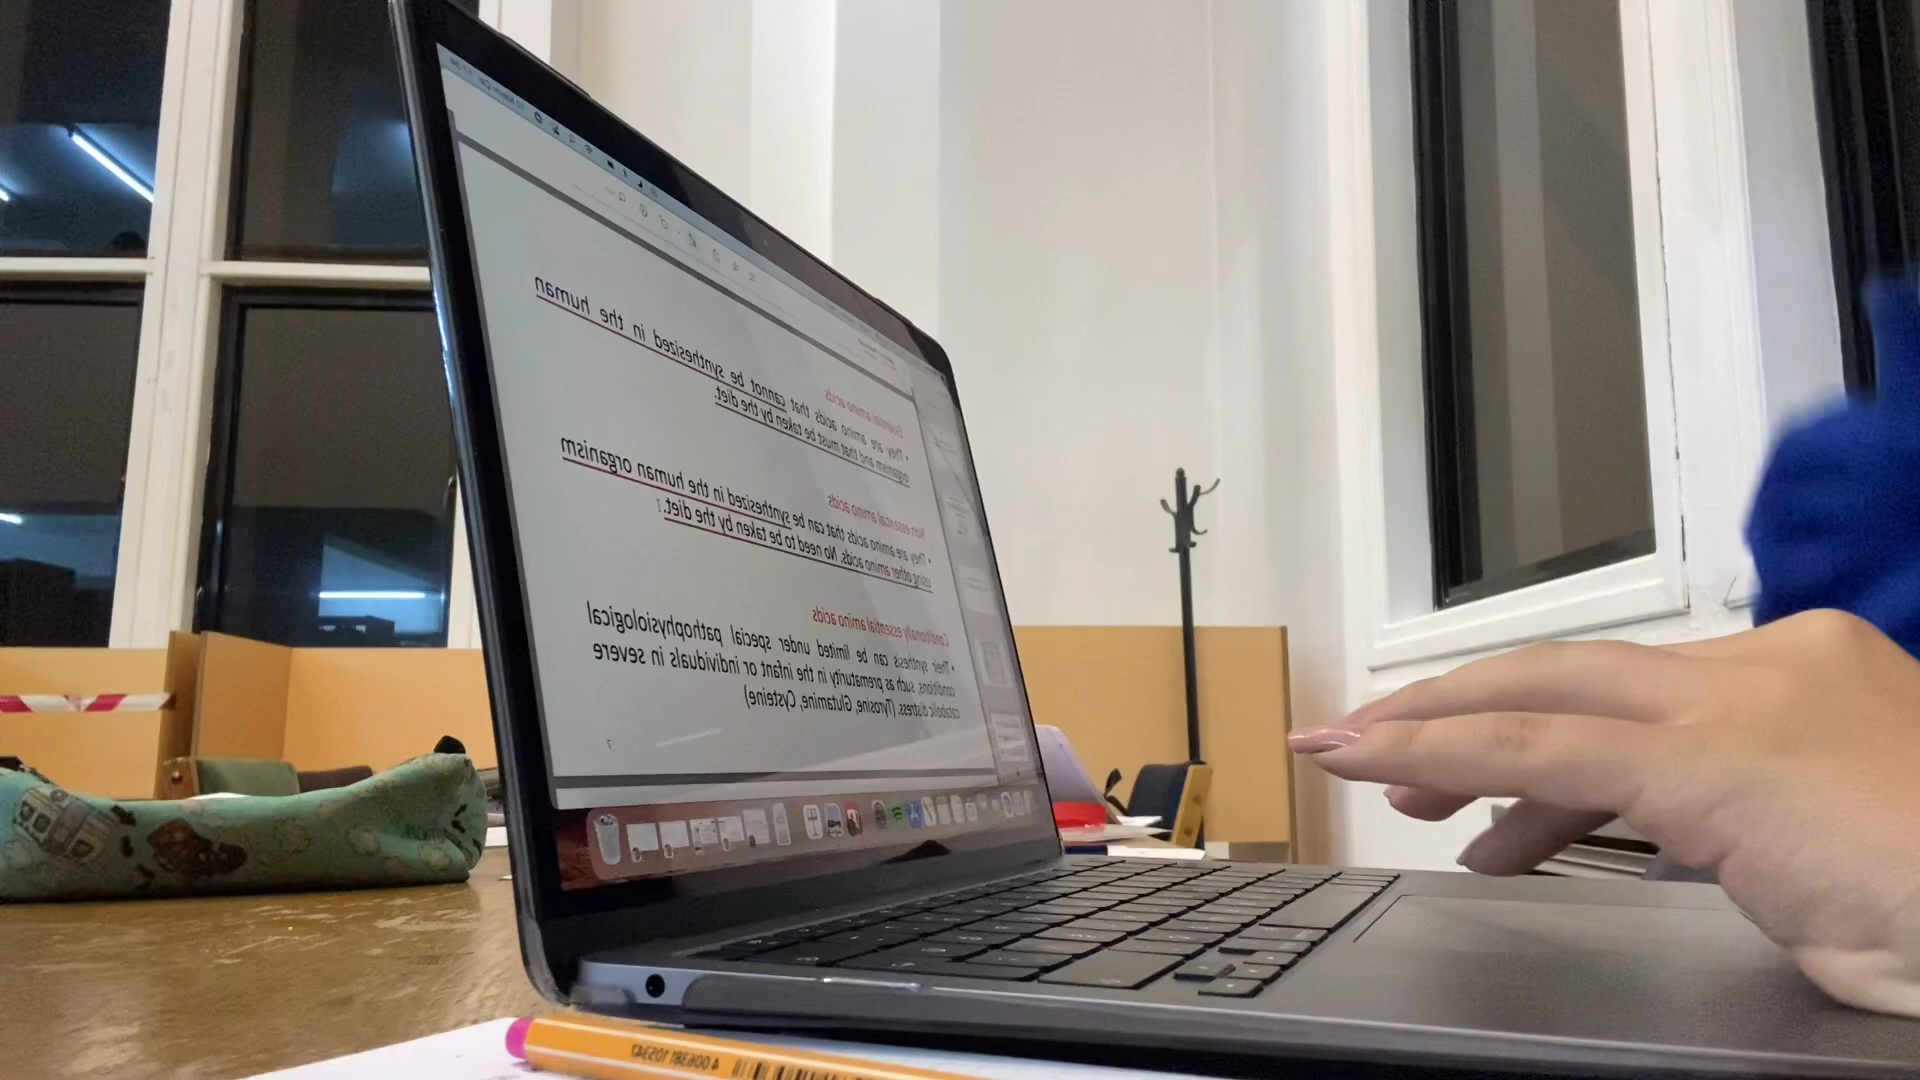 Essential amino acids
• They are amino acids that cannot be synthesized in the human
organism and that must be taken by the diet.
Non essential amino acids
• They are amino acids that can be synthesized in the human organism
using other amino acids. No need to be taken by the diet.
Conditionally essential amino acids
• Their synthesis can be limited under special pathophysiological
conditions, such as prematurity in the infant or individuals in severe
catabolic distress. (Tyrosine, Glutamine, Cysteine)
7
4 006381 105347